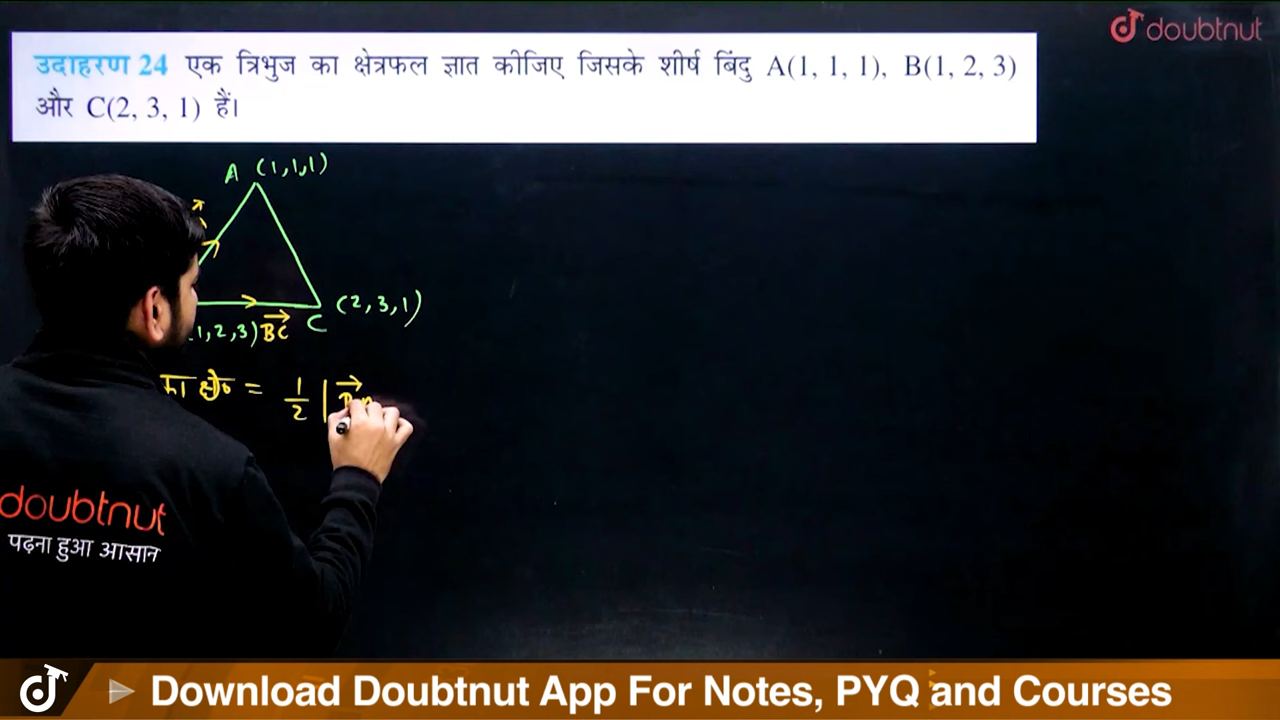 doubtnut
उदाहरण 24 एक त्रिभुज का क्षेत्रफल ज्ञात कीजिए जिसके शीर्ष बिंदु A(1, 1, 1), B(1, 2, 3)
और C(2, 3, 1) हैं।
A (1,1,1)
C (2,3,1)
1,2,3) BC
का = 1/2 |
doubtnut
पढ़ना हुआ आसान
Download Doubtnut App For Notes, PYQ and Courses